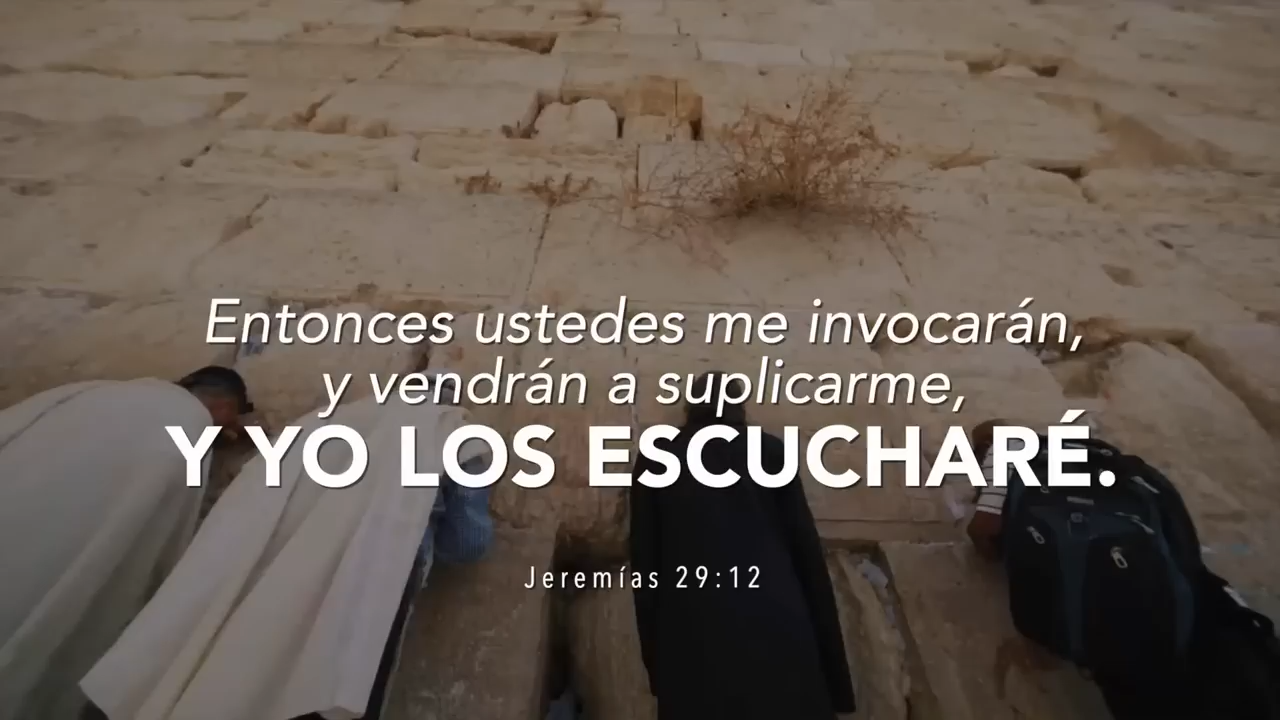 Entonces ustedes me invocarán,
y vendrán a suplicarme,
Y YO LOS ESCUCHARÉ.
Jeremías 29:12